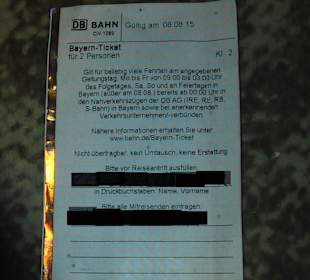 DB BAHN Gültig am 08.08.15
CIV 1080
Bayern-Ticket
für 2 Personen Kl. 2
Gilt für beliebig viele Fahrten am angegebenen
Geltungstag. Mo bis Fr von 09:00 bis 03:00 Uhr
des Folgetages, Sa, So und an Feiertagen in
Bayern (außer am 08.08.) bereits ab 00:00 Uhr in
den Nahverkehrszügen der DB AG (IRE, RE, RB,
S-Bahn) in Bayern sowie bei anerkennenden
Verkehrsunternehmen/-verbünden.
Nähere Informationen erhalten Sie unter
www.bahn.de/Bayern-Ticket
Nicht übertragbar, kein Umtausch, keine Erstattung
Bitte vor Reiseantritt ausfüllen
in Druckbuchstaben: Name, Vorname
Bitte alle Mitreisenden eintragen: